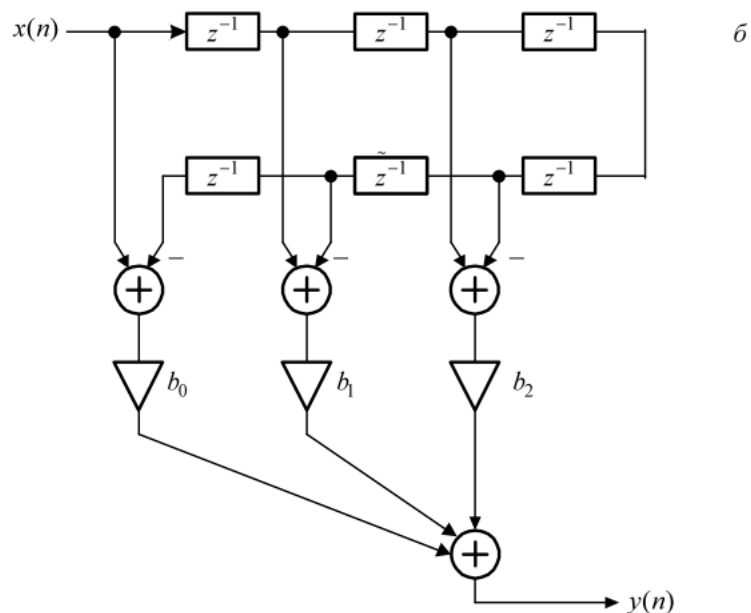 x(n) z⁻¹ z⁻¹ z⁻¹ б
z⁻¹ z̃⁻¹ z⁻¹
− − −
+ + +
b₀ b₁ b₂
+
y(n)